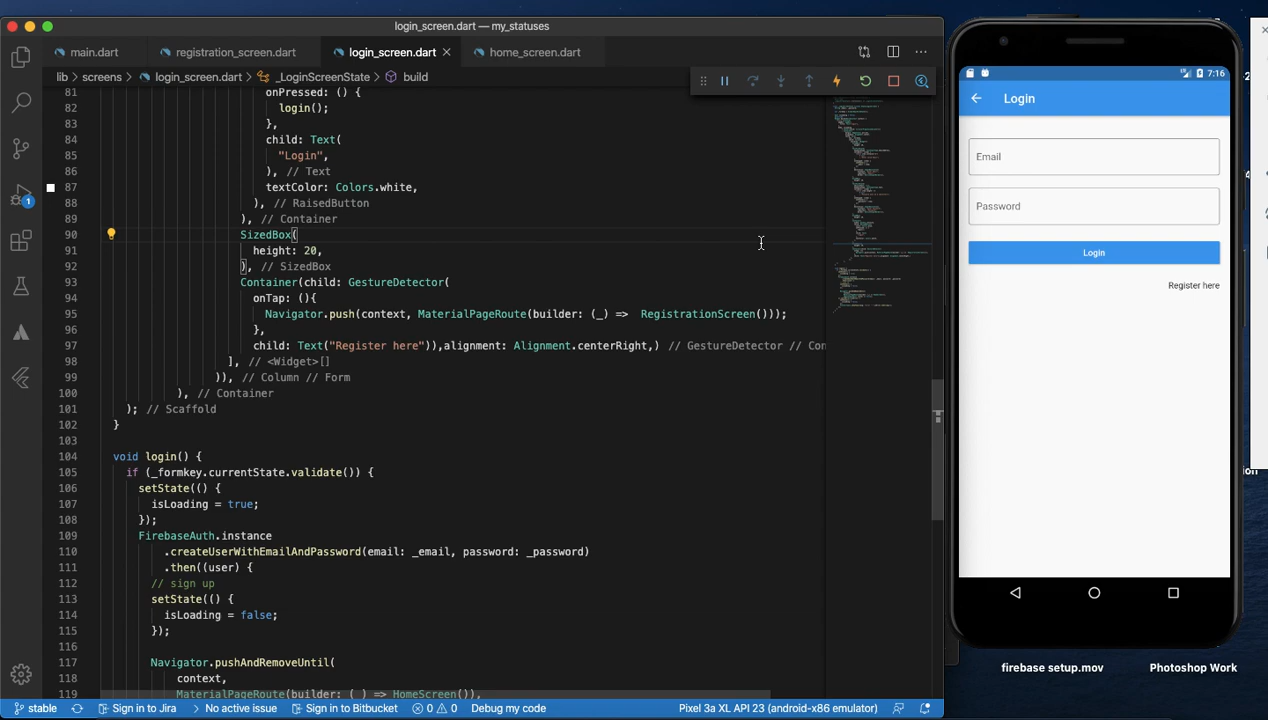 login_screen.dart — my_statuses
main.dart
registration_screen.dart
login_screen.dart
home_screen.dart
lib > screens > login_screen.dart > _LoginScreenState > build
81 onPressed: () {
82 login();
83 },
84 child: Text(
85 "Login",
86 ), // Text
87 textColor: Colors.white,
88 ), // RaisedButton
89 ), // Container
90 SizedBox(
91 height: 20,
92 ), // SizedBox
93 Container(child: GestureDetector(
94 onTap: (){
95 Navigator.push(context, MaterialPageRoute(builder: (_) => RegistrationScreen()));
96 },
97 child: Text("Register here")),alignment: Alignment.centerRight,) // GestureDetector // Con
98 ], // <Widget>[]
99 )), // Column // Form
100 ), // Container
101 ); // Scaffold
102 }
103
104 void login() {
105 if (_formkey.currentState.validate()) {
106 setState(() {
107 isLoading = true;
108 });
109 FirebaseAuth.instance
110 .createUserWithEmailAndPassword(email: _email, password: _password)
111 .then((user) {
112 // sign up
113 setState(() {
114 isLoading = false;
115 });
116
117 Navigator.pushAndRemoveUntil(
118 context,
119 MaterialPageRoute(builder: (_) => HomeScreen()),
1
stable
Sign in to Jira
No active issue
Sign in to Bitbucket
0
0
Debug my code
Pixel 3a XL API 23 (android-x86 emulator)
7:16
Login
Email
Password
Login
Register here
firebase setup.mov
Photoshop Work